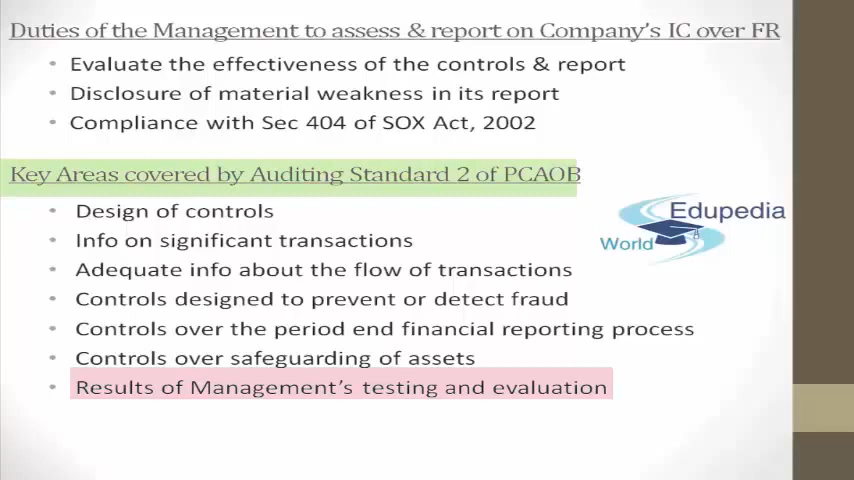 Duties of the Management to assess & report on Company's IC over FR
• Evaluate the effectiveness of the controls & report
• Disclosure of material weakness in its report
• Compliance with Sec 404 of SOX Act, 2002
Key Areas covered by Auditing Standard 2 of PCAOB
• Design of controls
• Info on significant transactions
• Adequate info about the flow of transactions
• Controls designed to prevent or detect fraud
• Controls over the period end financial reporting process
• Controls over safeguarding of assets
• Results of Management's testing and evaluation
Edupedia
World